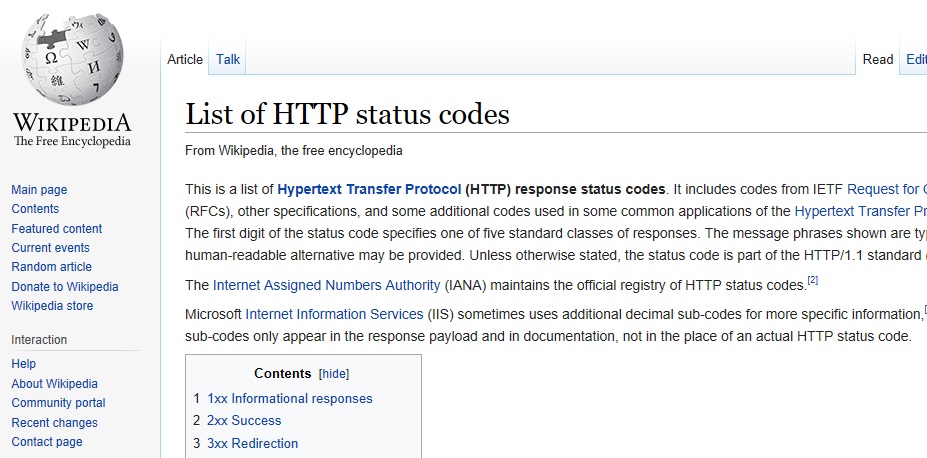 WIKIPEDIA
The Free Encyclopedia
Main page
Contents
Featured content
Current events
Random article
Donate to Wikipedia
Wikipedia store
Interaction
Help
About Wikipedia
Community portal
Recent changes
Contact page
Article Talk Read
List of HTTP status codes
From Wikipedia, the free encyclopedia
This is a list of Hypertext Transfer Protocol (HTTP) response status codes. It includes codes from IETF Request for
(RFCs), other specifications, and some additional codes used in some common applications of the Hypertext Transfer
The first digit of the status code specifies one of five standard classes of responses. The message phrases shown are
human-readable alternative may be provided. Unless otherwise stated, the status code is part of the HTTP/1.1 standard
The Internet Assigned Numbers Authority (IANA) maintains the official registry of HTTP status codes.[2]
Microsoft Internet Information Services (IIS) sometimes uses additional decimal sub-codes for more specific information,
sub-codes only appear in the response payload and in documentation, not in the place of an actual HTTP status code.
Contents [hide]
1 1xx Informational responses
2 2xx Success
3 3xx Redirection